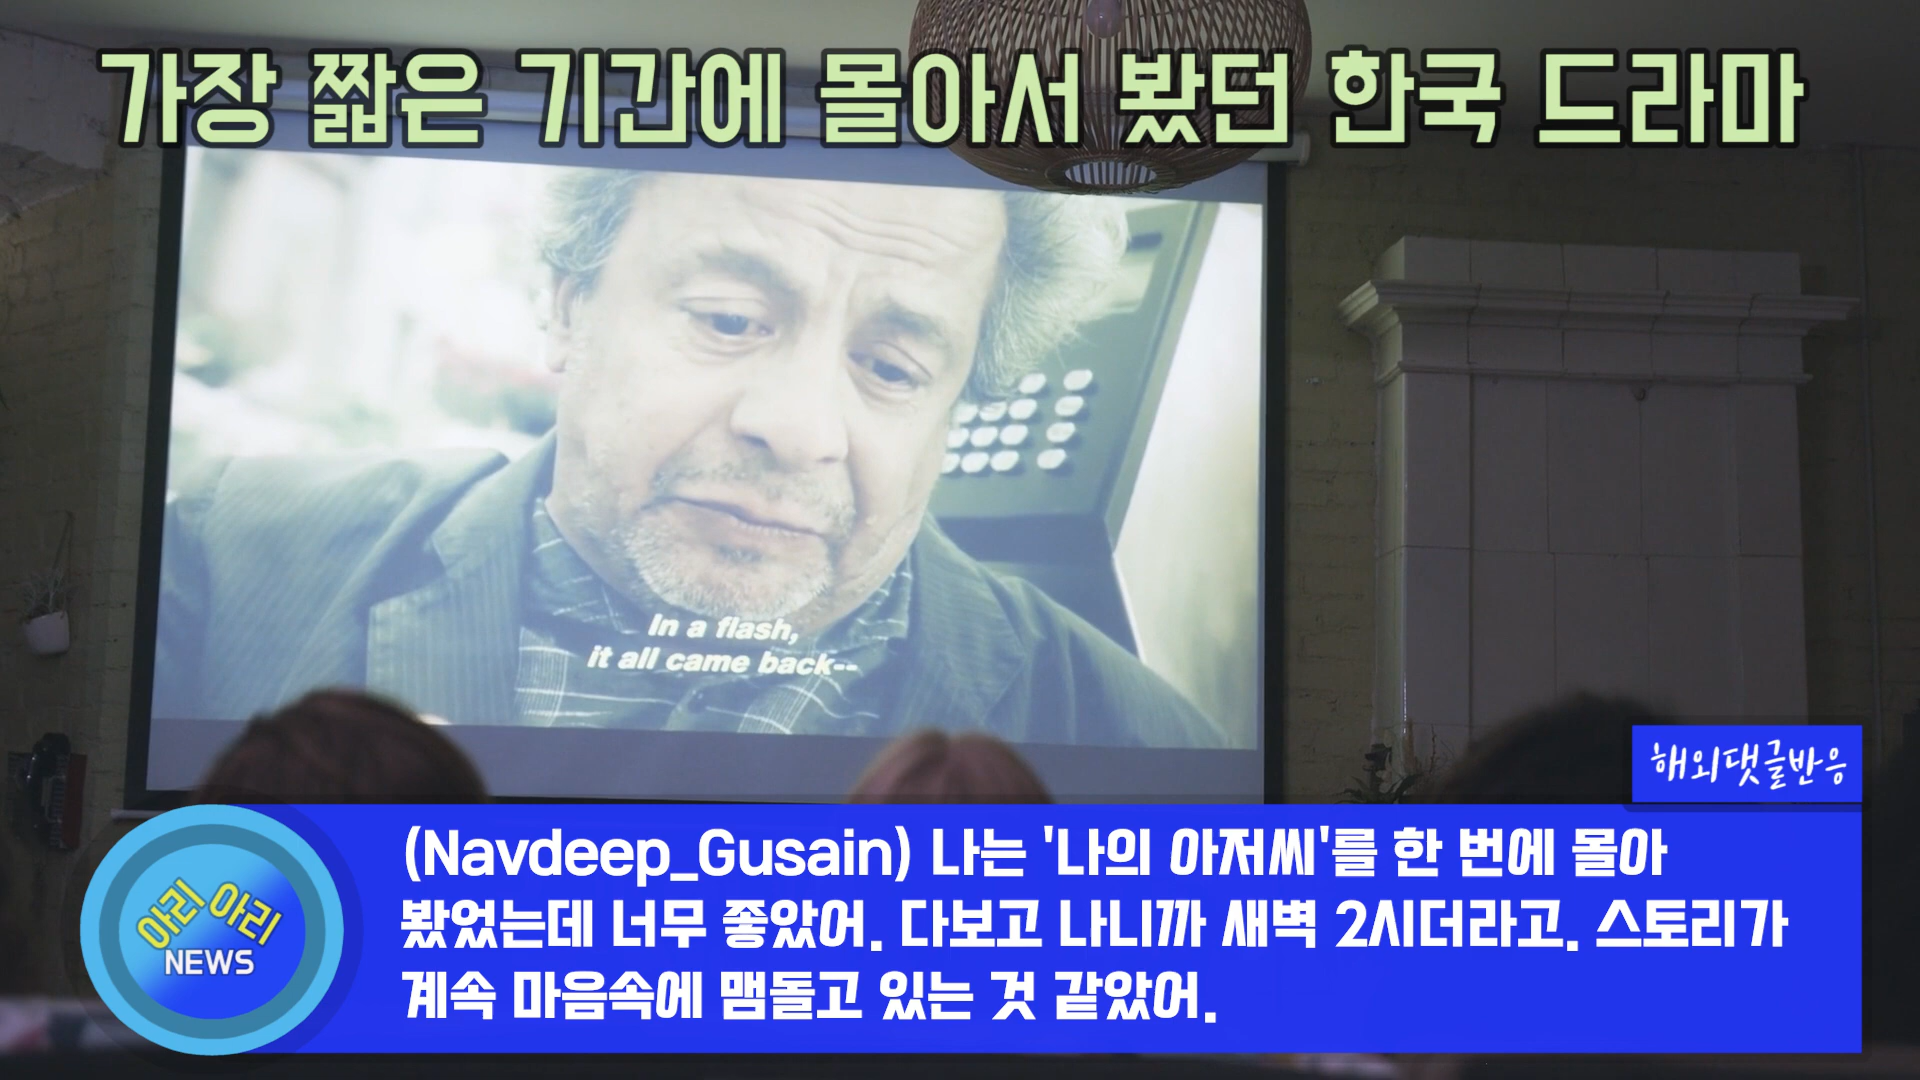 가장 짧은 기간에 몰아서 봤던 한국 드라마
In a flash,
it all came back--
해외댓글반응
(Navdeep_Gusain) 나는 '나의 아저씨'를 한 번에 몰아
봤었는데 너무 좋았어. 다보고 나니까 새벽 2시더라고. 스토리가
계속 마음속에 맴돌고 있는 것 같았어.
아리 아리
NEWS